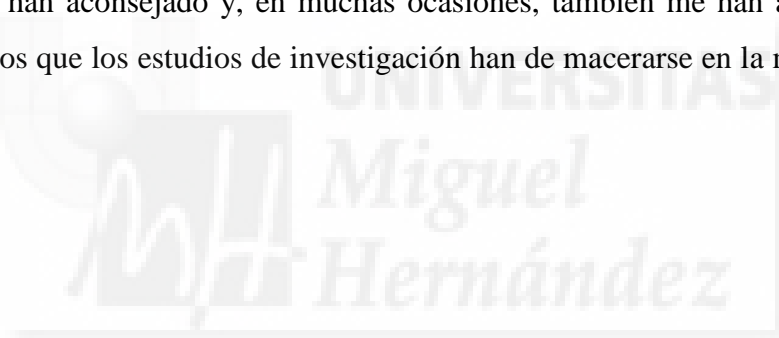 han aconsejado y, en muchas ocasiones, también me han
os que los estudios de investigación han de macerarse en la
UNIVERSITAS
Miguel
Hernández